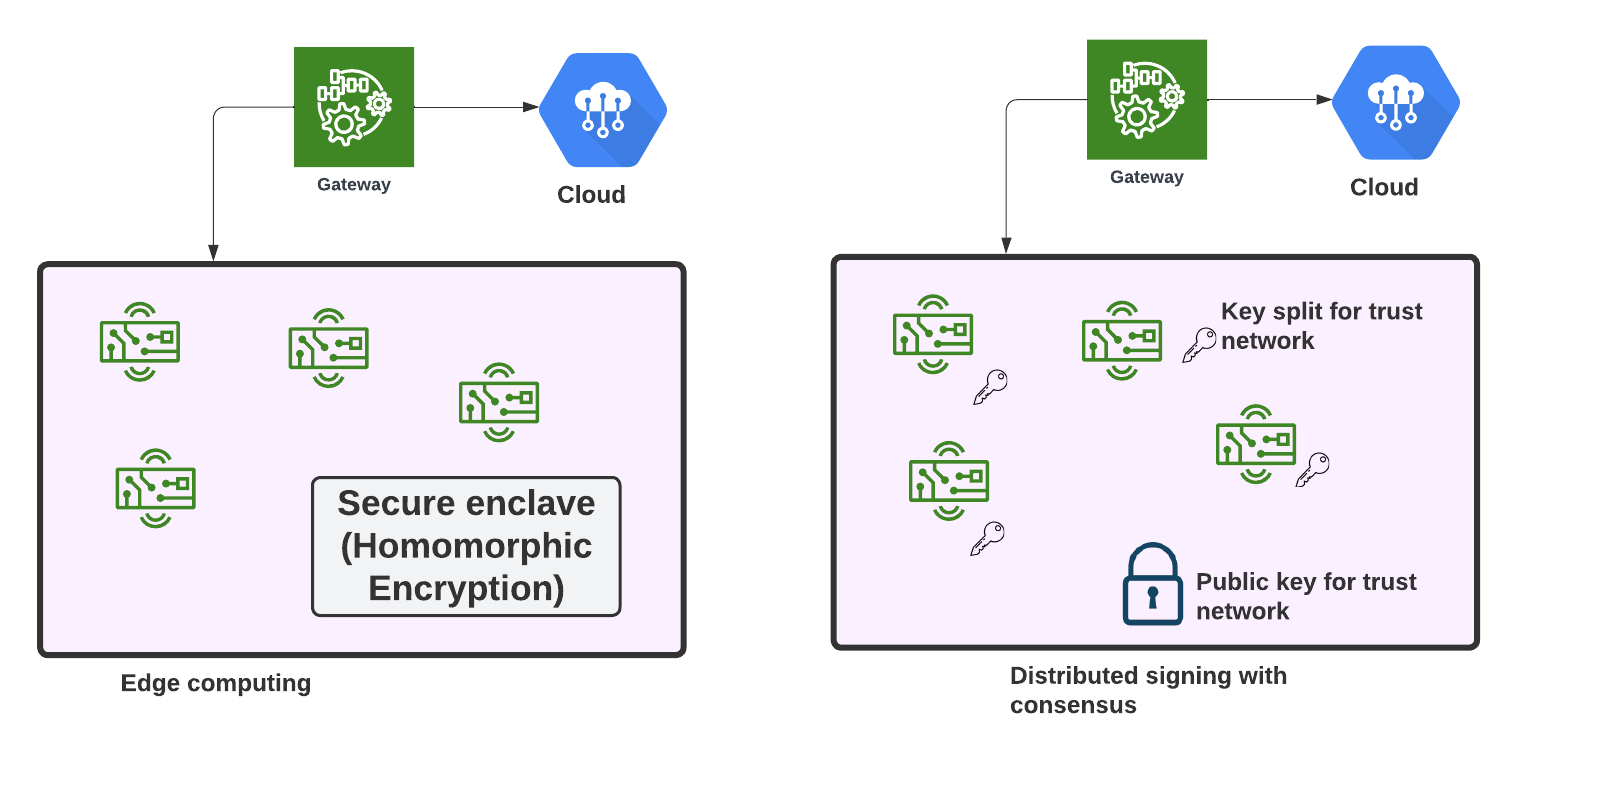 Gateway
Cloud
Secure enclave
(Homomorphic
Encryption)
Edge computing
Gateway
Cloud
Key split for trust
network
Public key for trust
network
Distributed signing with
consensus